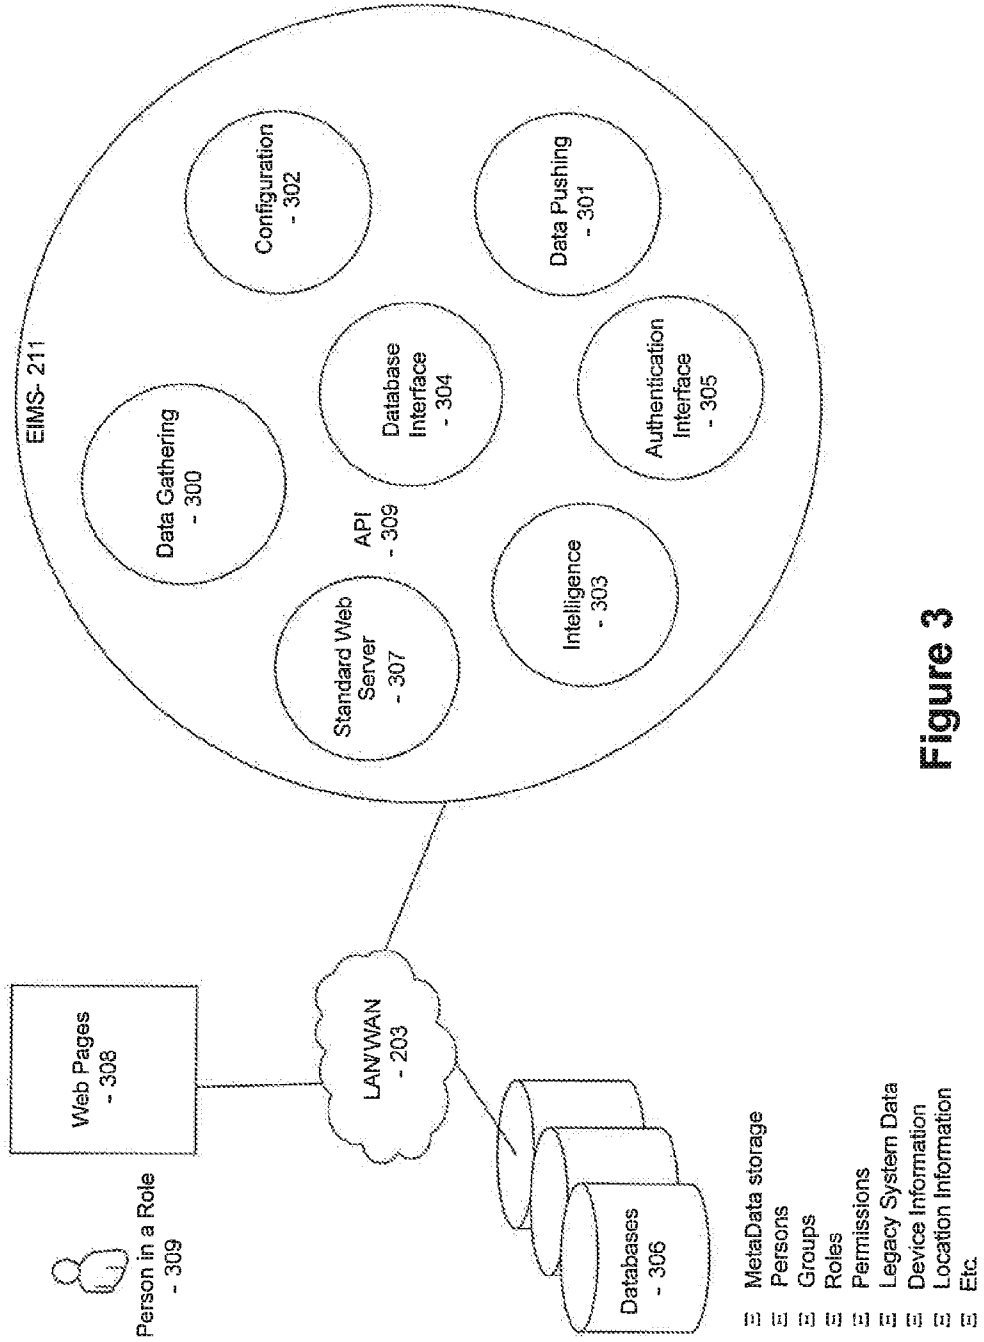 Person in a Role
- 309
Web Pages
- 308
EIMS- 211
Data Gathering
- 300
Configuration
- 302
LAN/WAN
- 203
Standard Web
Server
- 307
API
- 309
Database
Interface
- 304
Intelligence
- 303
Authentication
Interface
- 305
Data Pushing
- 301
Databases
- 306
MetaData storage
Persons
Groups
Roles
Permissions
Legacy System Data
Device Information
Location Information
Etc.
Figure 3